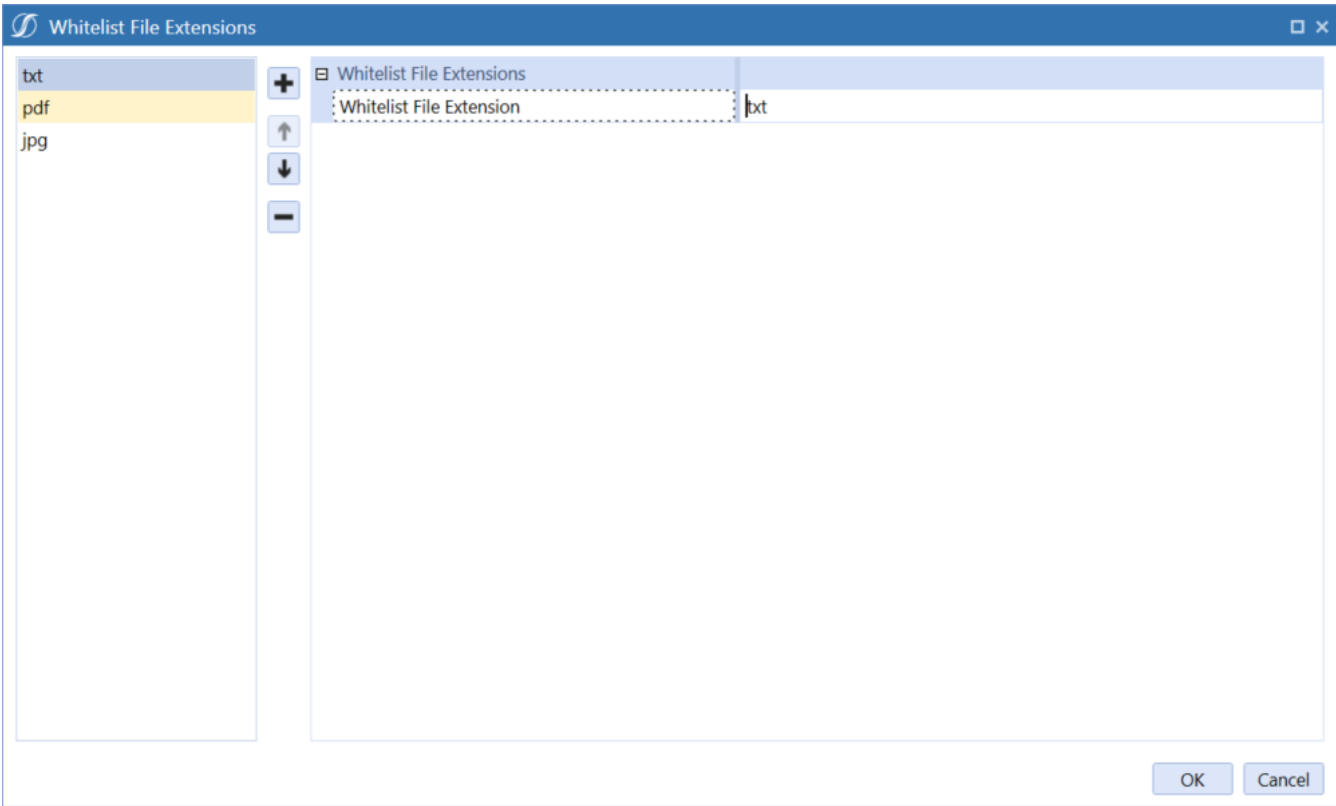 Whitelist File Extensions
txt
pdf
jpg
Whitelist File Extensions
Whitelist File Extension
txt
OK
Cancel